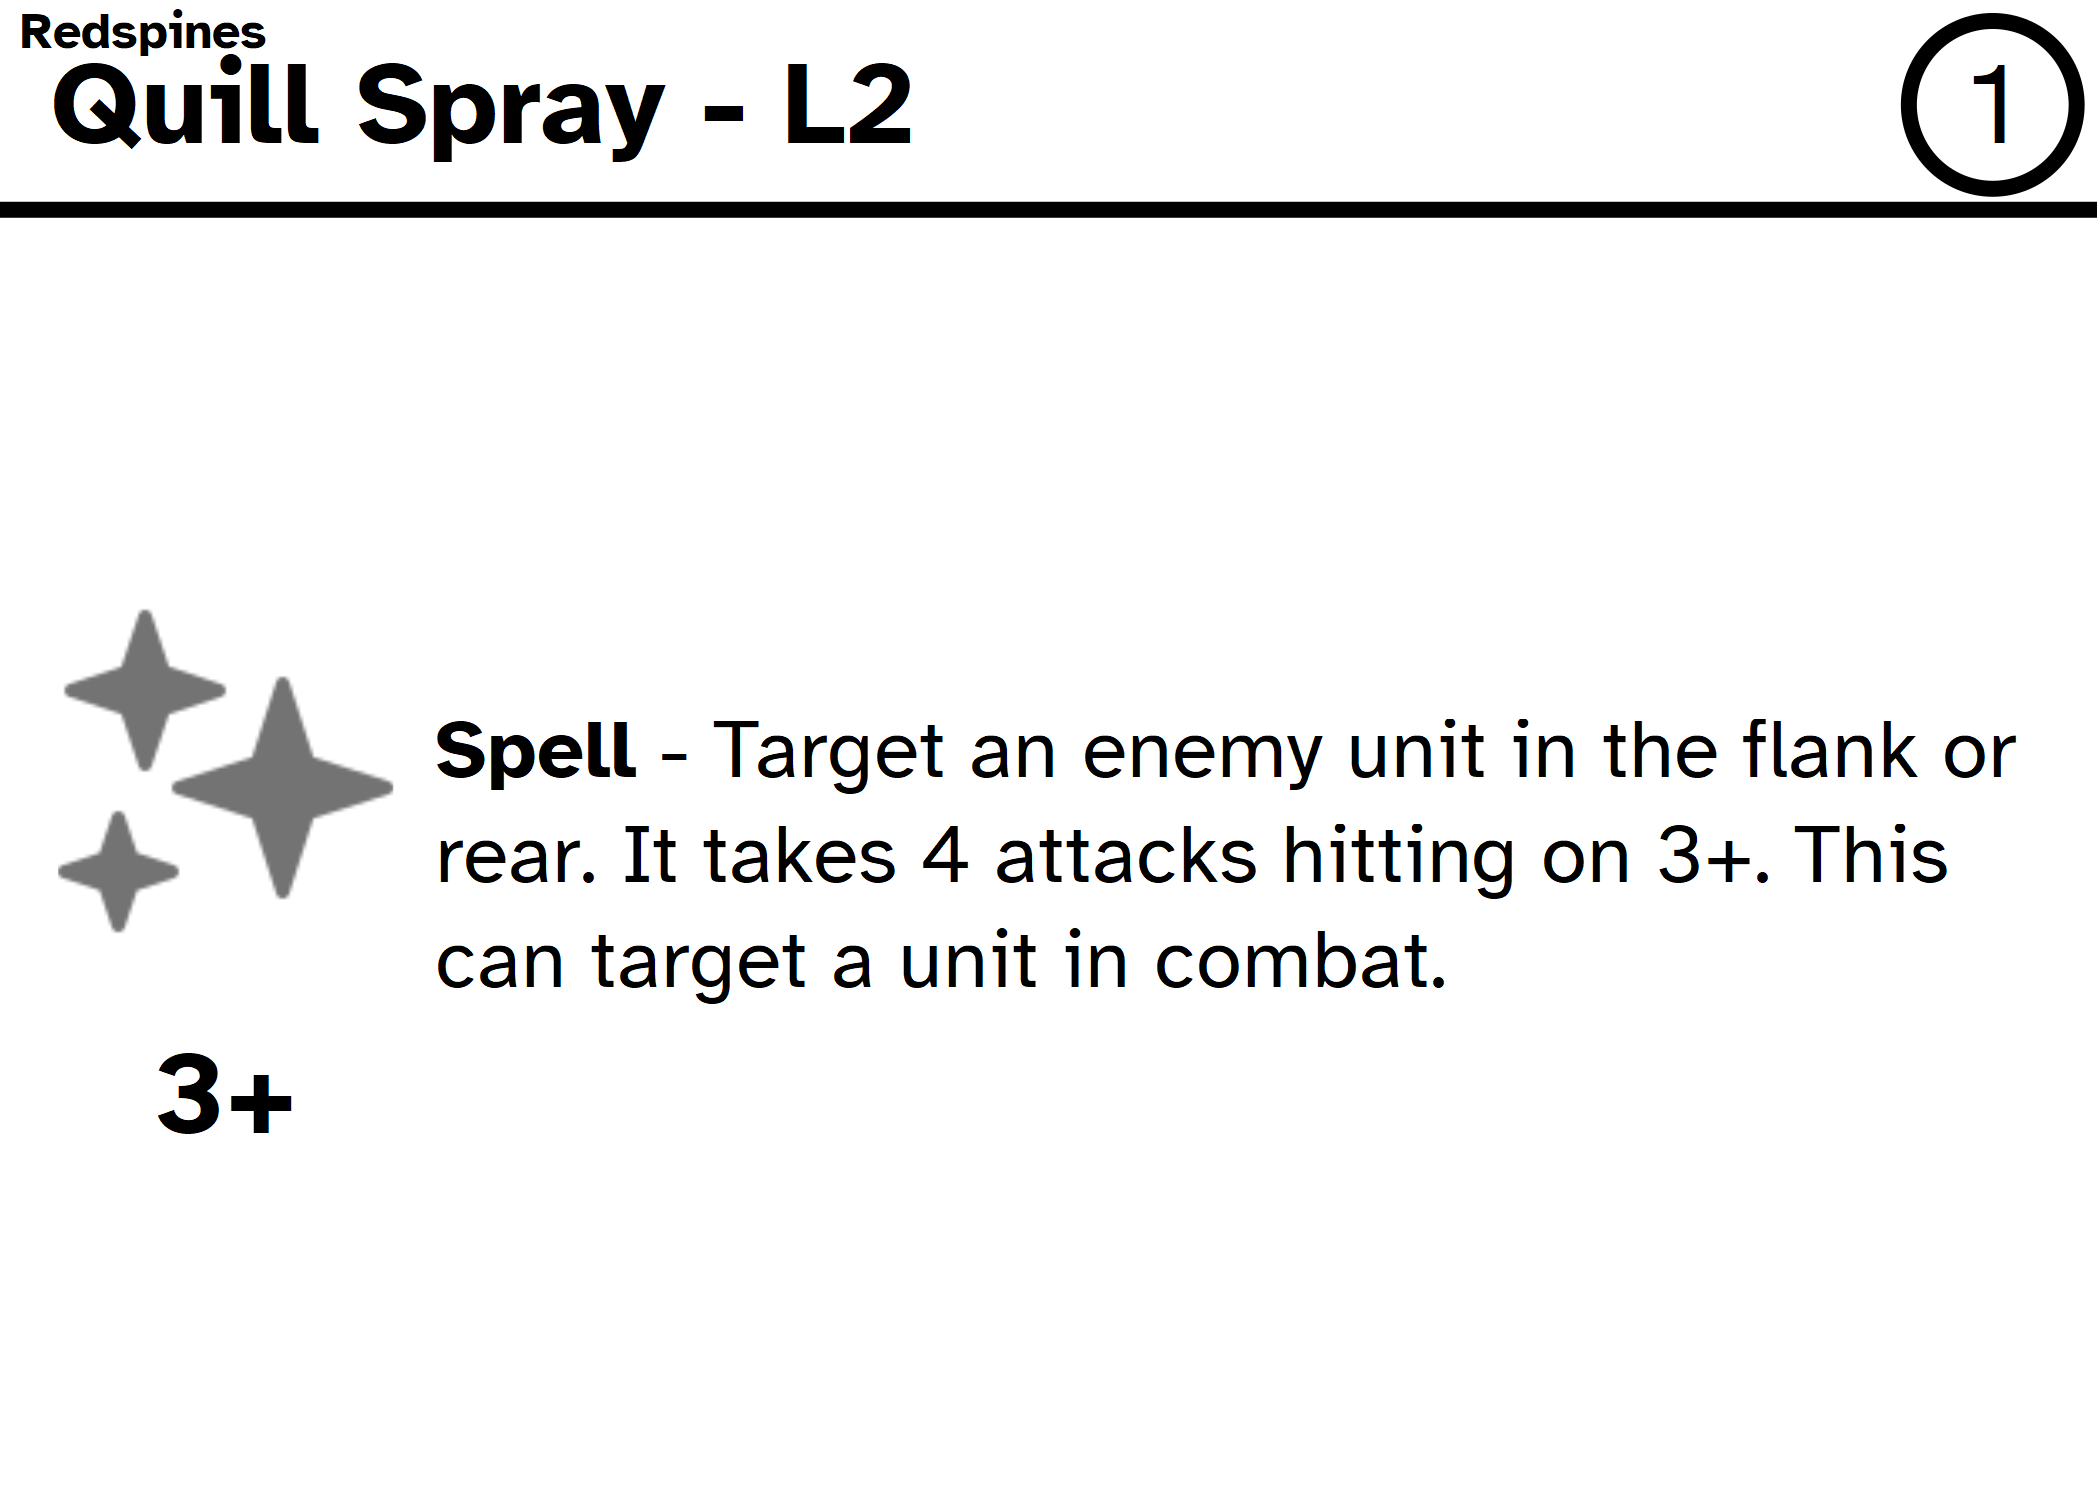 Redspines
Quill Spray - L2
1
Spell - Target an enemy unit in the flank or
rear. It takes 4 attacks hitting on 3+. This
can target a unit in combat.
3+